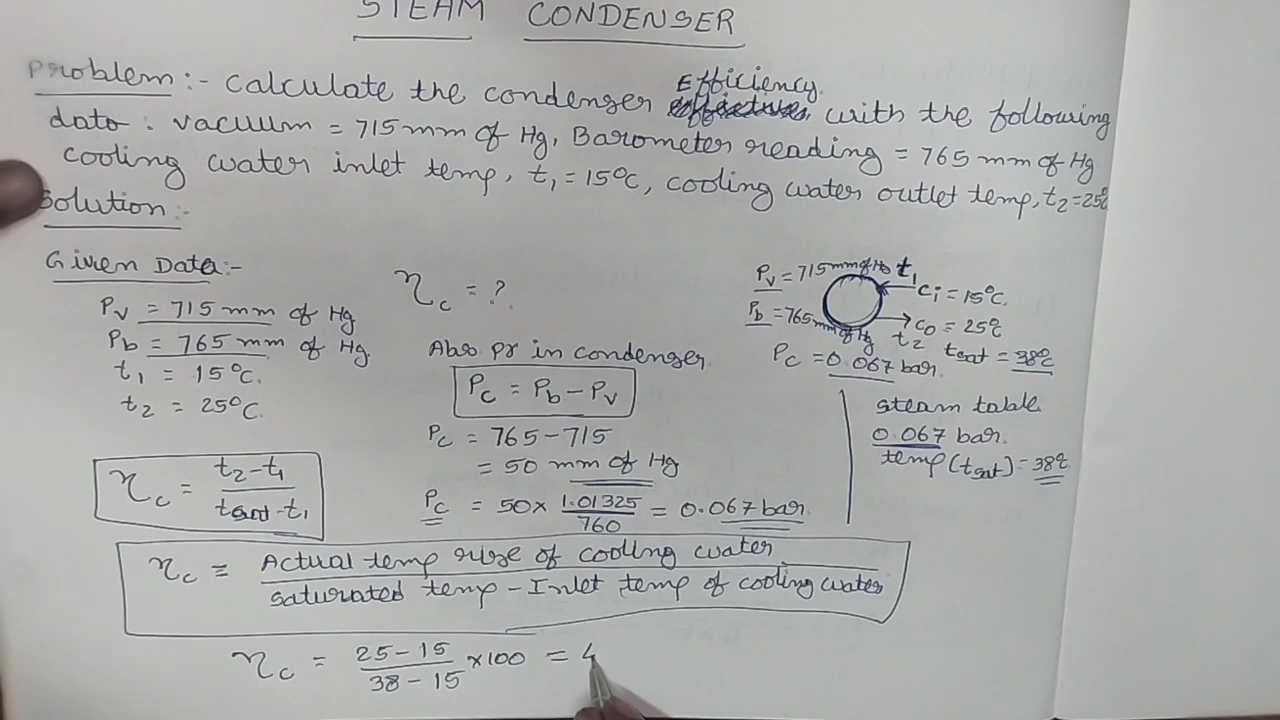 STEAM CONDENSER
Problem:- Calculate the condenser Efficiency with the following
data: vacuum = 715 mm of Hg, Barometer reading = 765 mm of Hg
cooling water inlet temp, t₁ = 15°C, cooling water outlet temp, t₂ = 25°C
Solution:-
Given Data:-
Pv = 715 mm of Hg
Pb = 765 mm of Hg
t₁ = 15°C.
t₂ = 25°C.
ηc = t₂-t₁ / tsat-t₁
ηc = ?
Abs pr in condenser
Pc = Pb - Pv
Pc = 765 - 715
= 50 mm of Hg
Pc = 50 × 1.01325/760 = 0.067 bar.
Pv = 715 mm of Hg t₁
Ci = 15°C.
Pb = 765 mm of Hg
Co = 25°C
t₂ tsat = 38°C
Pc = 0.067 bar.
steam table
0.067 bar.
temp (tsat) = 38°C
ηc = Actual temp rise of cooling water
saturated temp - Inlet temp of cooling water
ηc = 25-15 / 38-15 × 100 = 4